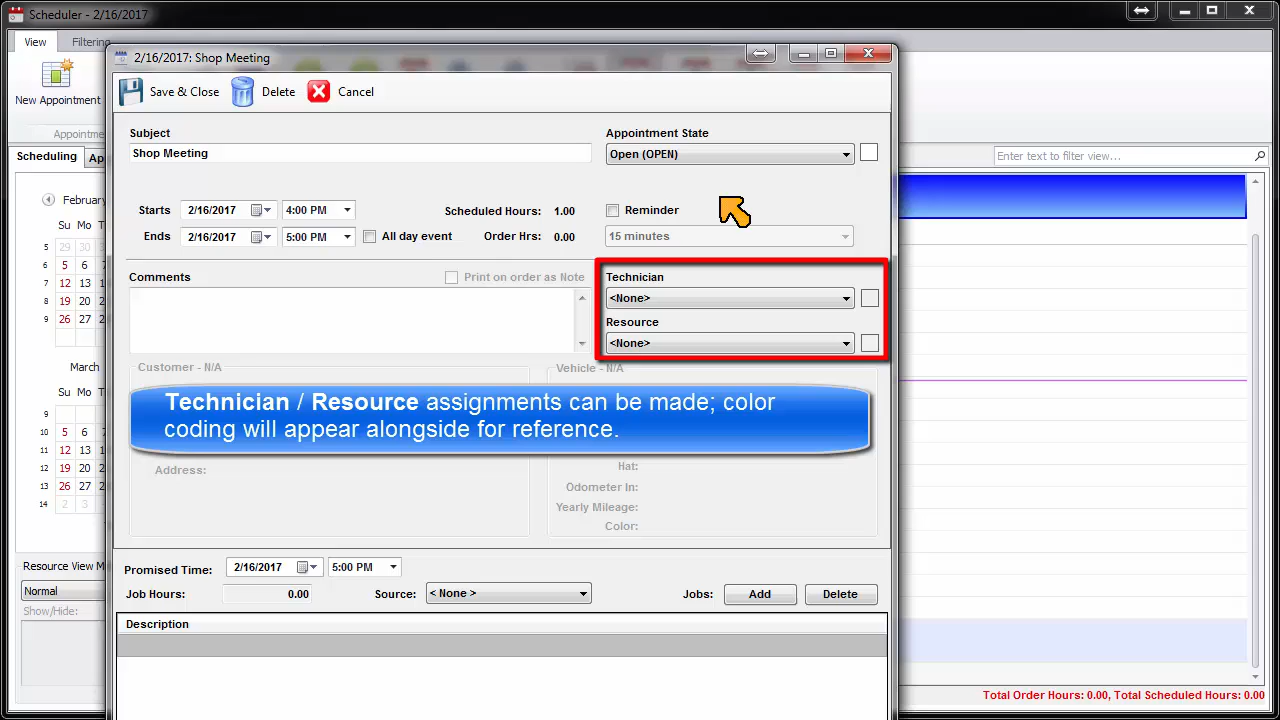 Scheduler - 2/16/2017
View
Filtering
2/16/2017: Shop Meeting
New Appointment
Save & Close
Delete
Cancel
Subject
Appointment State
Shop Meeting
Open (OPEN)
Scheduling
Enter text to filter view...
Starts
2/16/2017
4:00 PM
Scheduled Hours:
1.00
Reminder
Ends
2/16/2017
5:00 PM
All day event
Order Hrs:
0.00
15 minutes
Su Mo
5 29 30
6 5 6
7 12 13
8 19 20
9 26 27
Comments
Print on order as Note
Technician
<None>
Resource
<None>
March
Su Mo
9
10 5 6
11 12 13
12 19 20
13 26 27
14 2 3
Customer - N/A
Vehicle - N/A
Technician / Resource assignments can be made; color
coding will appear alongside for reference.
Address:
Hat:
Odometer In:
Yearly Mileage:
Color:
Resource View
Normal
Show/Hide:
Promised Time:
2/16/2017
5:00 PM
Job Hours:
0.00
Source:
< None >
Jobs:
Add
Delete
Description
Total Order Hours: 0.00, Total Scheduled Hours: 0.00